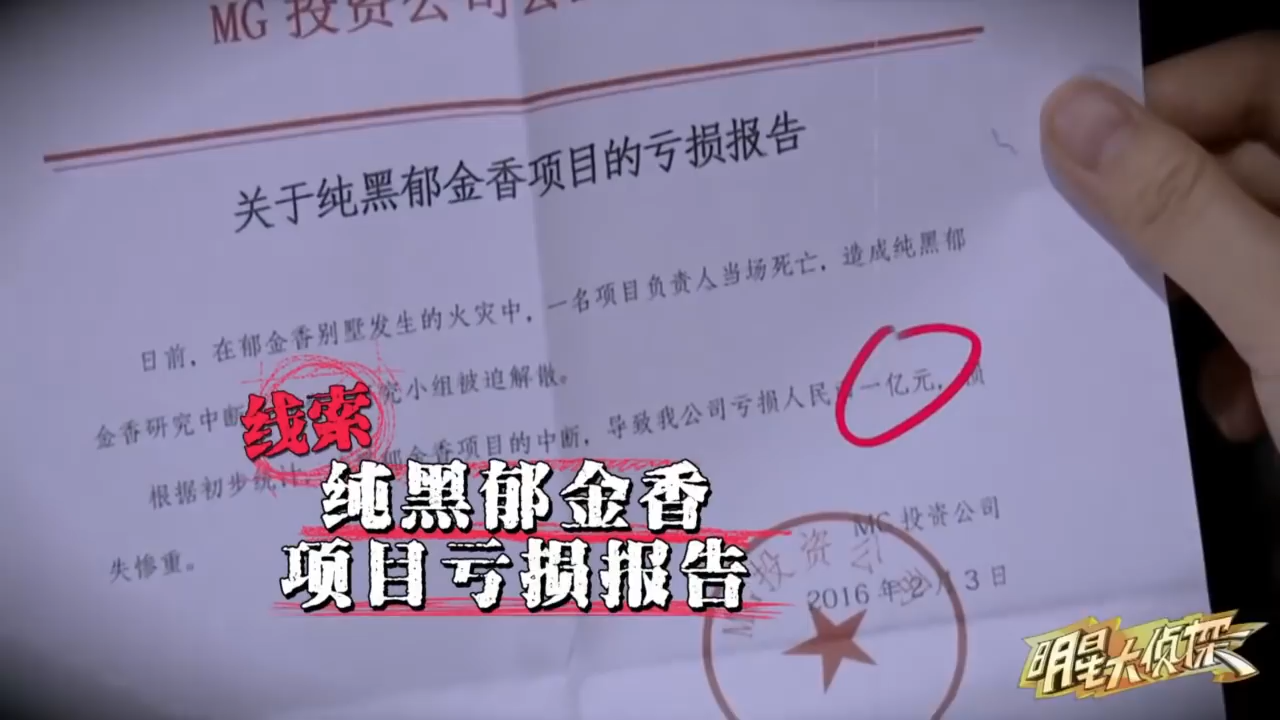 MG 投资公司
关于纯黑郁金香项目的亏损报告
日前，在郁金香别墅发生的火灾中，一名项目负责人当场死亡，造成纯黑郁
金香研究中断 究小组被迫解散。
根据初步统计， 郁金香项目的中断，导致我公司亏损人民 一亿元，损
失惨重。
MG 投资公司
2016 年 2 月 3 日
投资公
线索
纯黑郁金香
项目亏损报告
明星大侦探